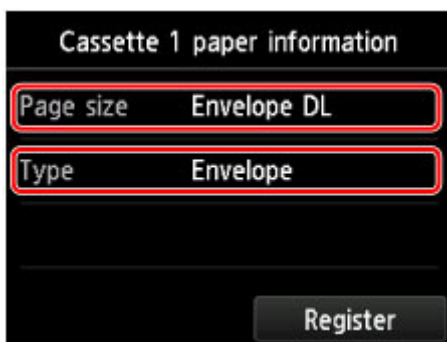 Cassette 1 paper information
Page size Envelope DL
Type Envelope
Register